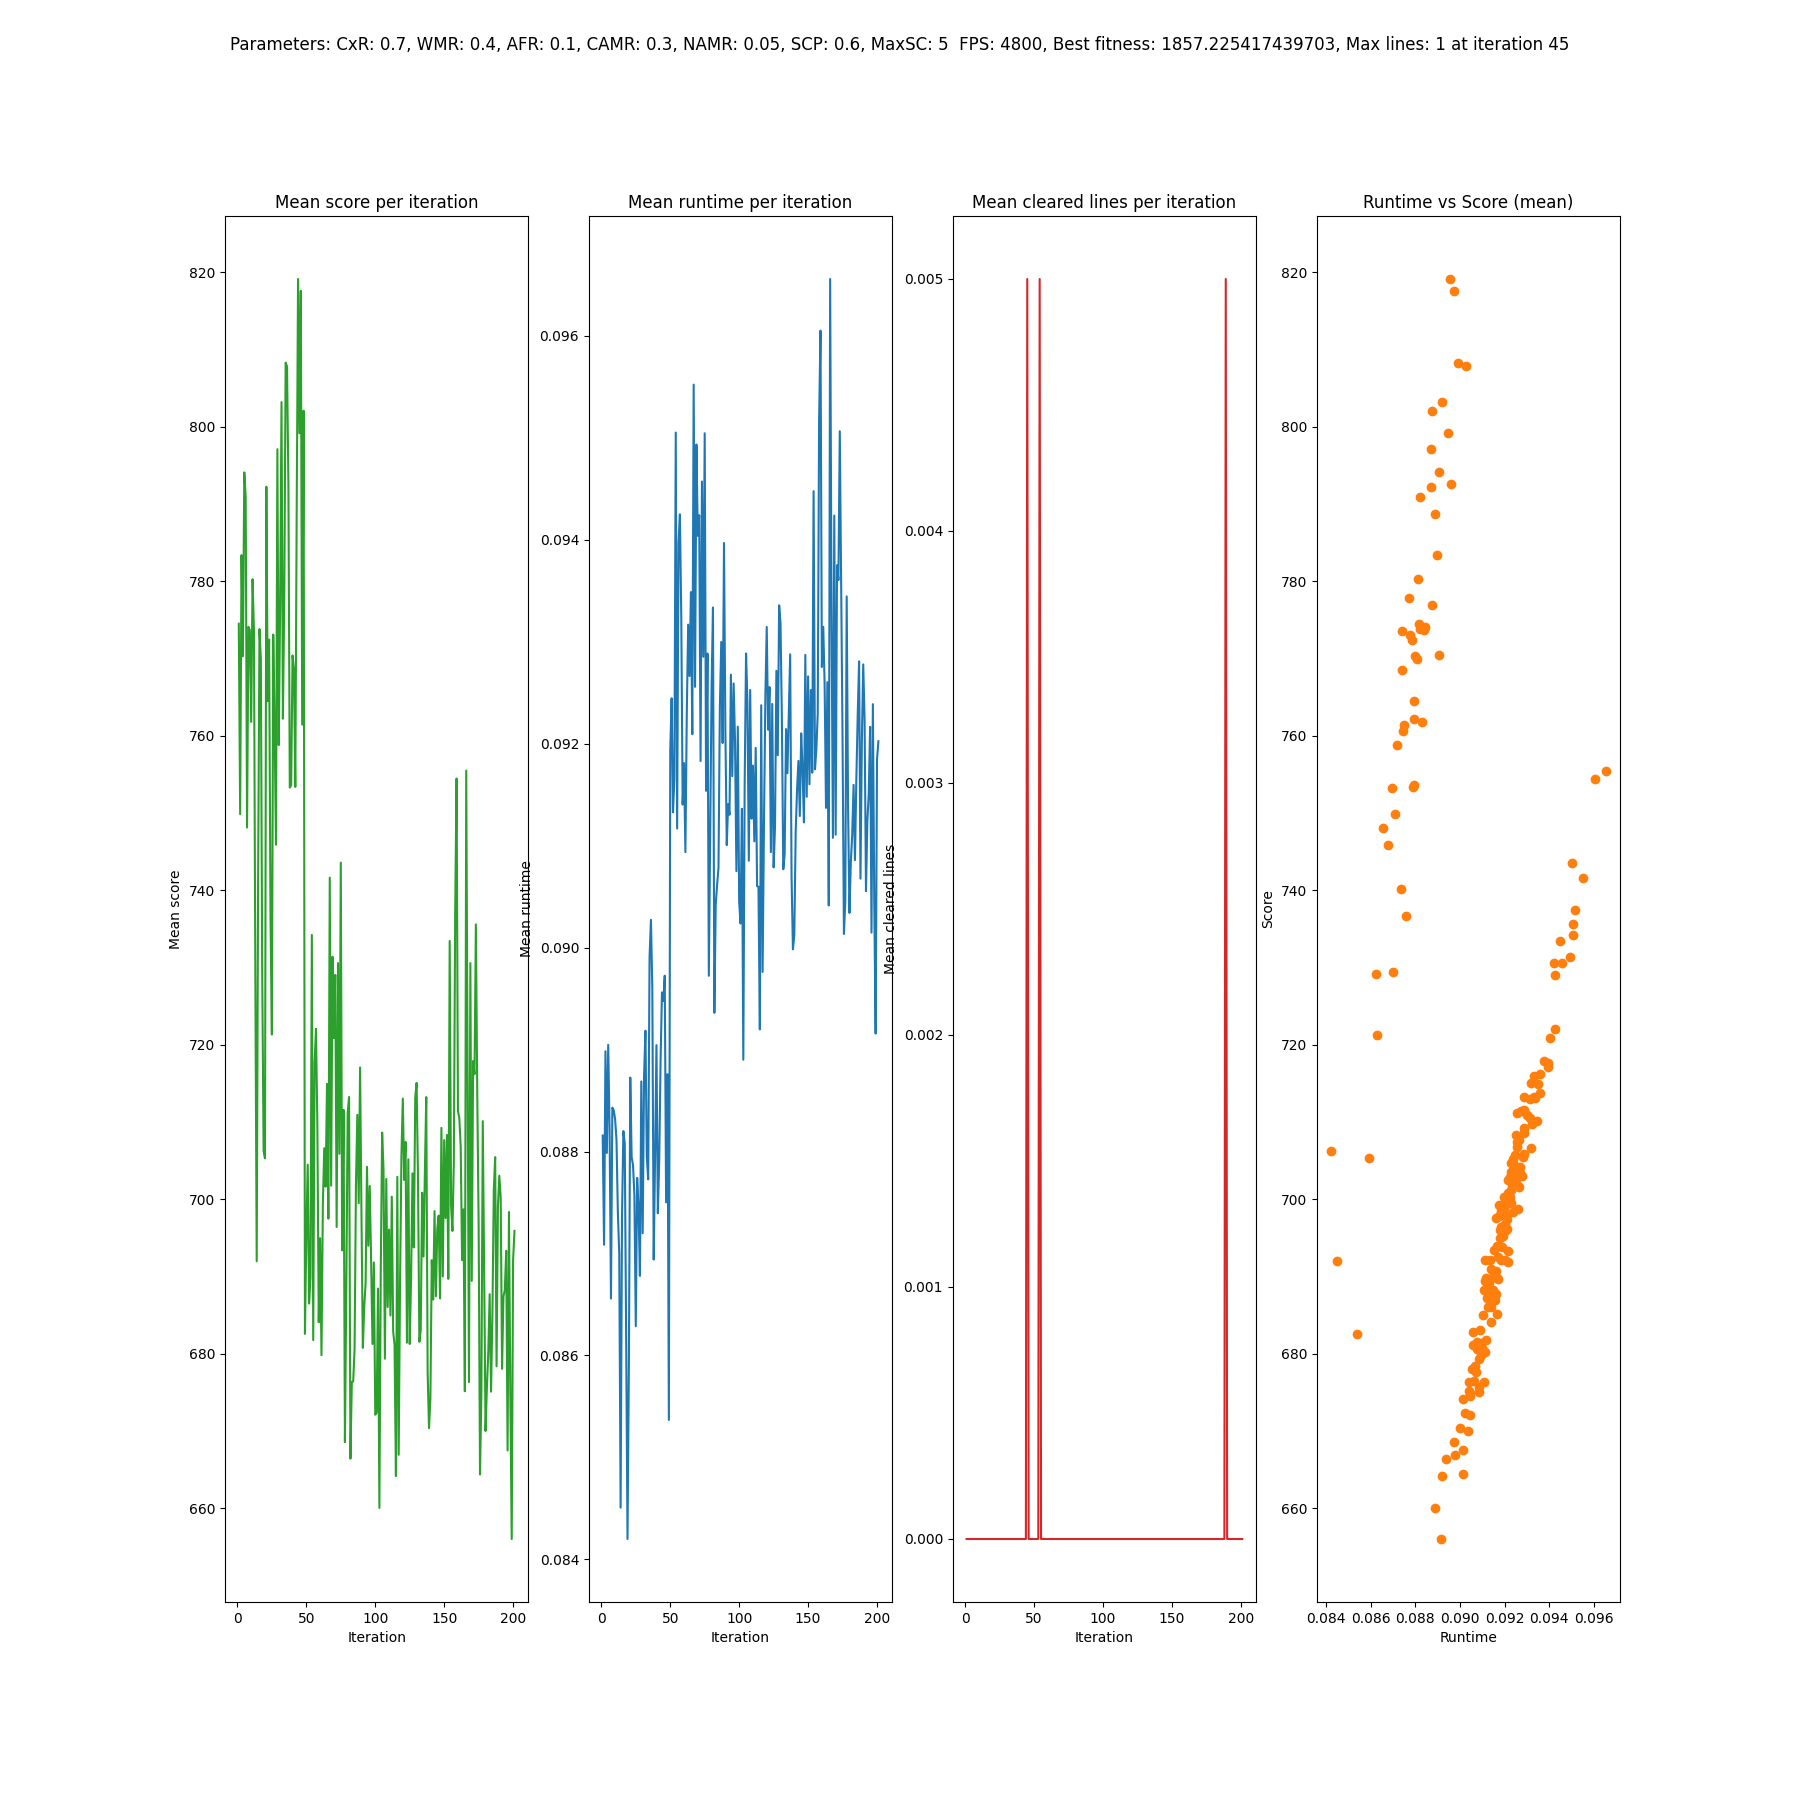 Parameters: CxR: 0.7, WMR: 0.4, AFR: 0.1, CAMR: 0.3, NAMR: 0.05, SCP: 0.6, MaxSC: 5  FPS: 4800, Best fitness: 1857.225417439703, Max lines: 1 at iteration 45
Mean score per iteration
820
800
780
760
740
720
700
680
660
Mean score
0 50 100 150 200
Iteration
Mean runtime per iteration
0.096
0.094
0.092
0.090
0.088
0.086
0.084
Mean runtime
0 50 100 150 200
Iteration
Mean cleared lines per iteration
0.005
0.004
0.003
0.002
0.001
0.000
Mean cleared lines
0 50 100 150 200
Iteration
Runtime vs Score (mean)
820
800
780
760
740
720
700
680
660
Score
0.084 0.086 0.088 0.090 0.092 0.094 0.096
Runtime